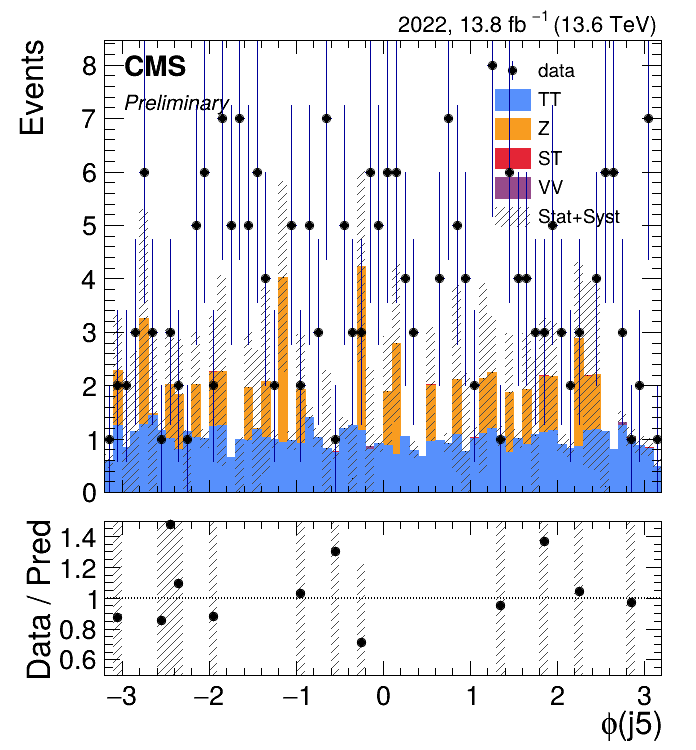 2022, 13.8 fb⁻¹ (13.6 TeV)
Events
CMS
Preliminary
data
TT
Z
ST
VV
Stat+Syst
8
7
6
5
4
3
2
1
0
Data / Pred
1.4
1.2
1
0.8
0.6
−3 −2 −1 0 1 2 3
ϕ(j5)